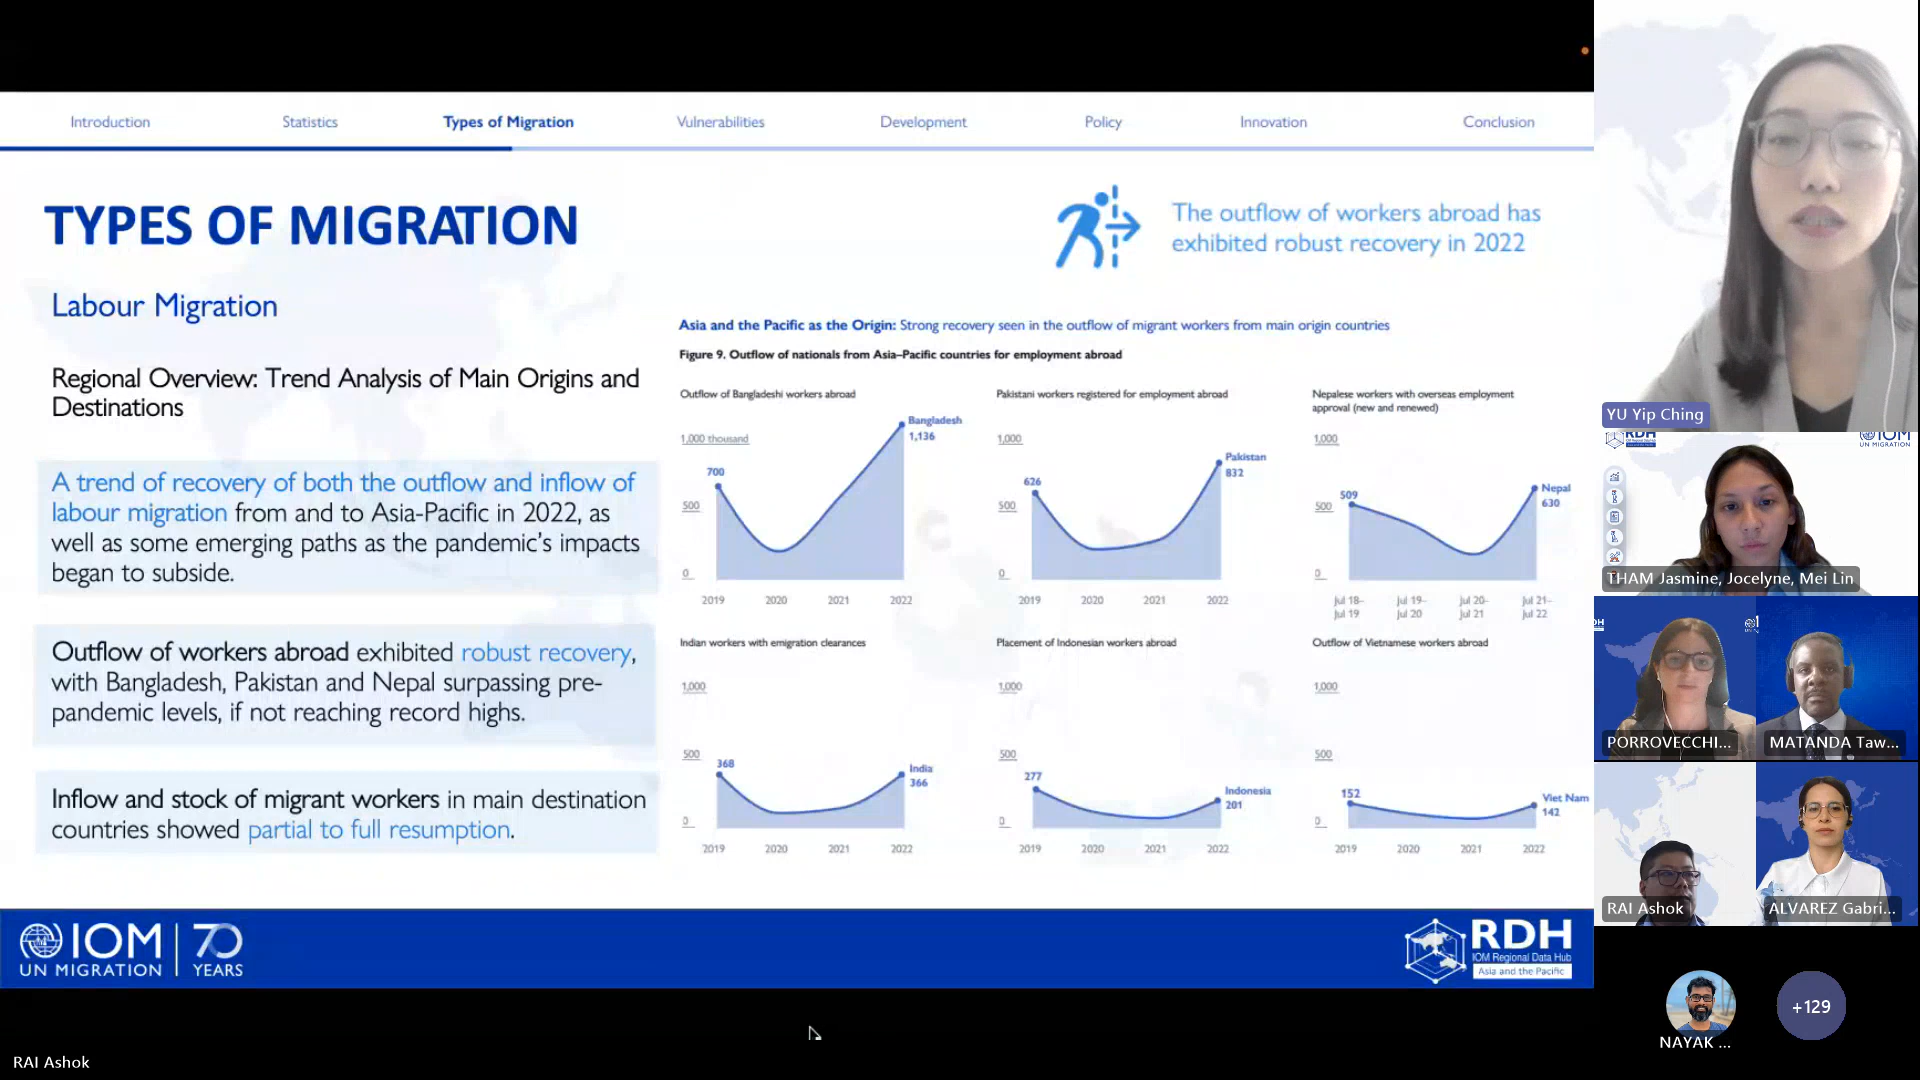 Introduction
Statistics
Types of Migration
Vulnerabilities
Development
Policy
Innovation
Conclusion
TYPES OF MIGRATION
The outflow of workers abroad has
exhibited robust recovery in 2022
Labour Migration
Regional Overview: Trend Analysis of Main Origins and
Destinations
A trend of recovery of both the outflow and inflow of
labour migration from and to Asia-Pacific in 2022, as
well as some emerging paths as the pandemic's impacts
began to subside.
Outflow of workers abroad exhibited robust recovery,
with Bangladesh, Pakistan and Nepal surpassing pre-
pandemic levels, if not reaching record highs.
Inflow and stock of migrant workers in main destination
countries showed partial to full resumption.
Asia and the Pacific as the Origin: Strong recovery seen in the outflow of migrant workers from main origin countries
Figure 9. Outflow of nationals from Asia–Pacific countries for employment abroad
Outflow of Bangladeshi workers abroad
1,000 thousand
500
0
700
Bangladesh
1,136
2019 2020 2021 2022
Pakistani workers registered for employment abroad
1,000
500
0
626
Pakistan
832
2019 2020 2021 2022
Nepalese workers with overseas employment
approval (new and renewed)
1,000
500
0
509
Nepal
630
Jul 18– Jul 19– Jul 20– Jul 21–
Jul 19 Jul 20 Jul 21 Jul 22
Indian workers with emigration clearances
1,000
500
0
368
India
366
2019 2020 2021 2022
Placement of Indonesian workers abroad
1,000
500
0
277
Indonesia
201
2019 2020 2021 2022
Outflow of Vietnamese workers abroad
1,000
500
0
152
Viet Nam
142
2019 2020 2021 2022
IOM
UN MIGRATION
70
YEARS
RDH
IOM Regional Data Hub
Asia and the Pacific
RAI Ashok
YU Yip Ching
RDH
IOM
UN MIGRATION
THAM Jasmine, Jocelyne, Mei Lin
PORROVECCHI...
MATANDA Taw...
RAI Ashok
ALVAREZ Gabri...
NAYAK ...
+129